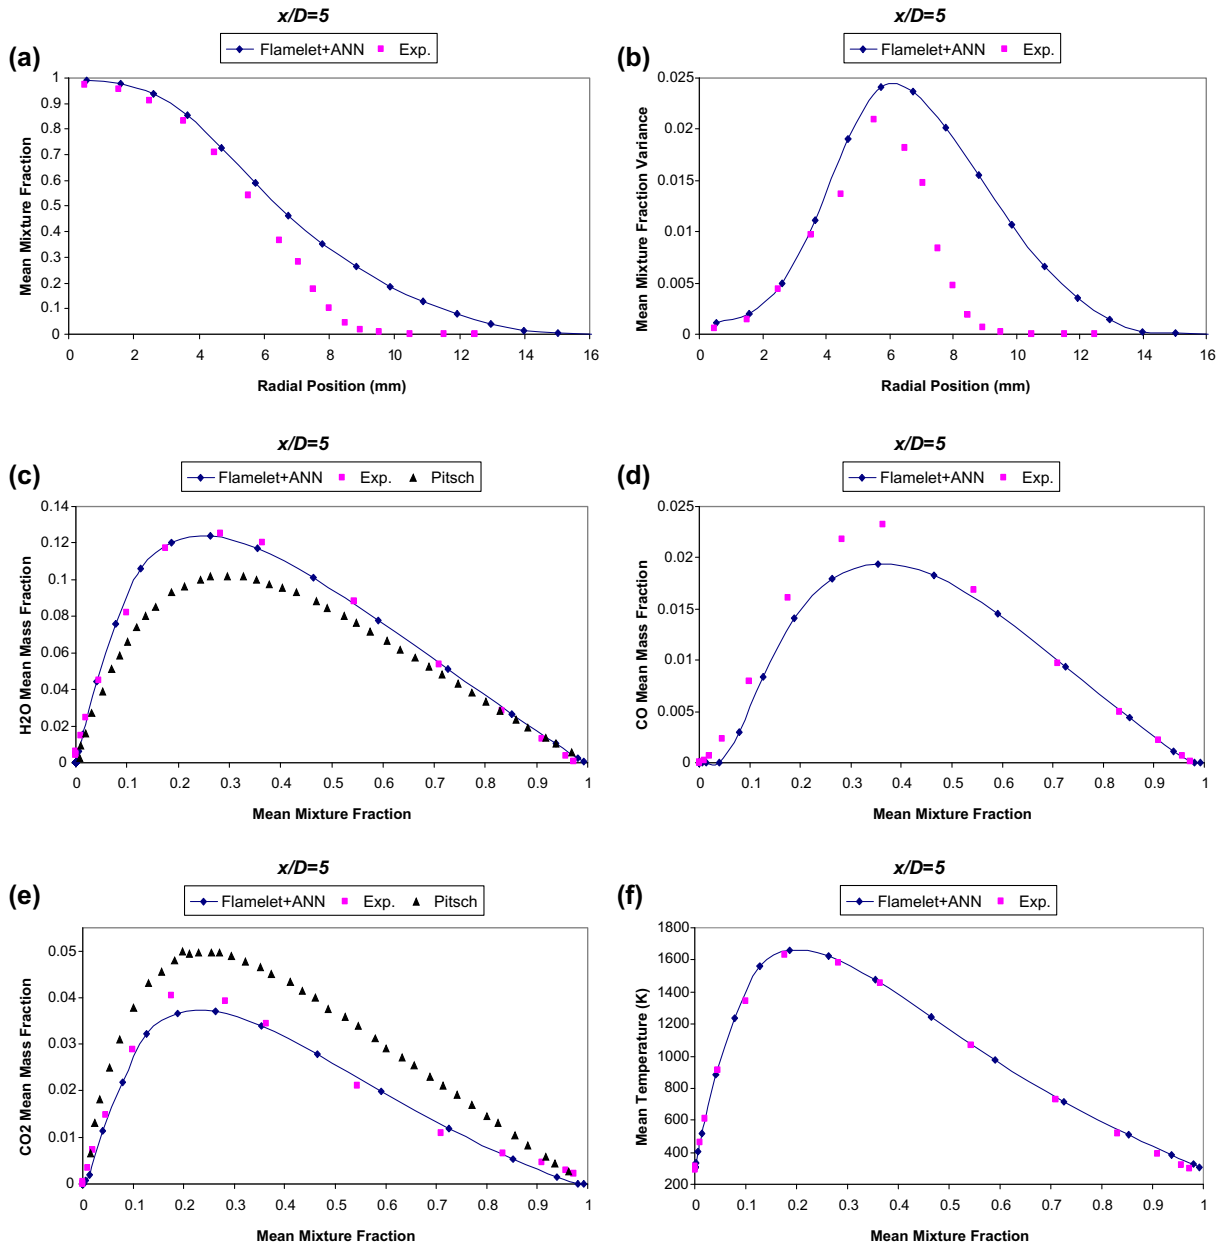 x/D=5
(a)
Flamelet+ANN Exp.
Mean Mixture Fraction
1
0.9
0.8
0.7
0.6
0.5
0.4
0.3
0.2
0.1
0
0 2 4 6 8 10 12 14 16
Radial Position (mm)
x/D=5
(b)
Flamelet+ANN Exp.
Mean Mixture Fraction Variance
0.025
0.02
0.015
0.01
0.005
0
0 2 4 6 8 10 12 14 16
Radial Position (mm)
x/D=5
(c)
Flamelet+ANN Exp. Pitsch
H2O Mean Mass Fraction
0.14
0.12
0.1
0.08
0.06
0.04
0.02
0
0 0.1 0.2 0.3 0.4 0.5 0.6 0.7 0.8 0.9 1
Mean Mixture Fraction
x/D=5
(d)
Flamelet+ANN Exp.
CO Mean Mass Fraction
0.025
0.02
0.015
0.01
0.005
0
0 0.1 0.2 0.3 0.4 0.5 0.6 0.7 0.8 0.9 1
Mean Mixture Fraction
x/D=5
(e)
Flamelet+ANN Exp. Pitsch
CO2 Mean Mass Fraction
0.05
0.04
0.03
0.02
0.01
0
0 0.1 0.2 0.3 0.4 0.5 0.6 0.7 0.8 0.9 1
Mean Mixture Fraction
x/D=5
(f)
Flamelet+ANN Exp.
Mean Temperature (K)
1800
1600
1400
1200
1000
800
600
400
200
0 0.1 0.2 0.3 0.4 0.5 0.6 0.7 0.8 0.9 1
Mean Mixture Fraction